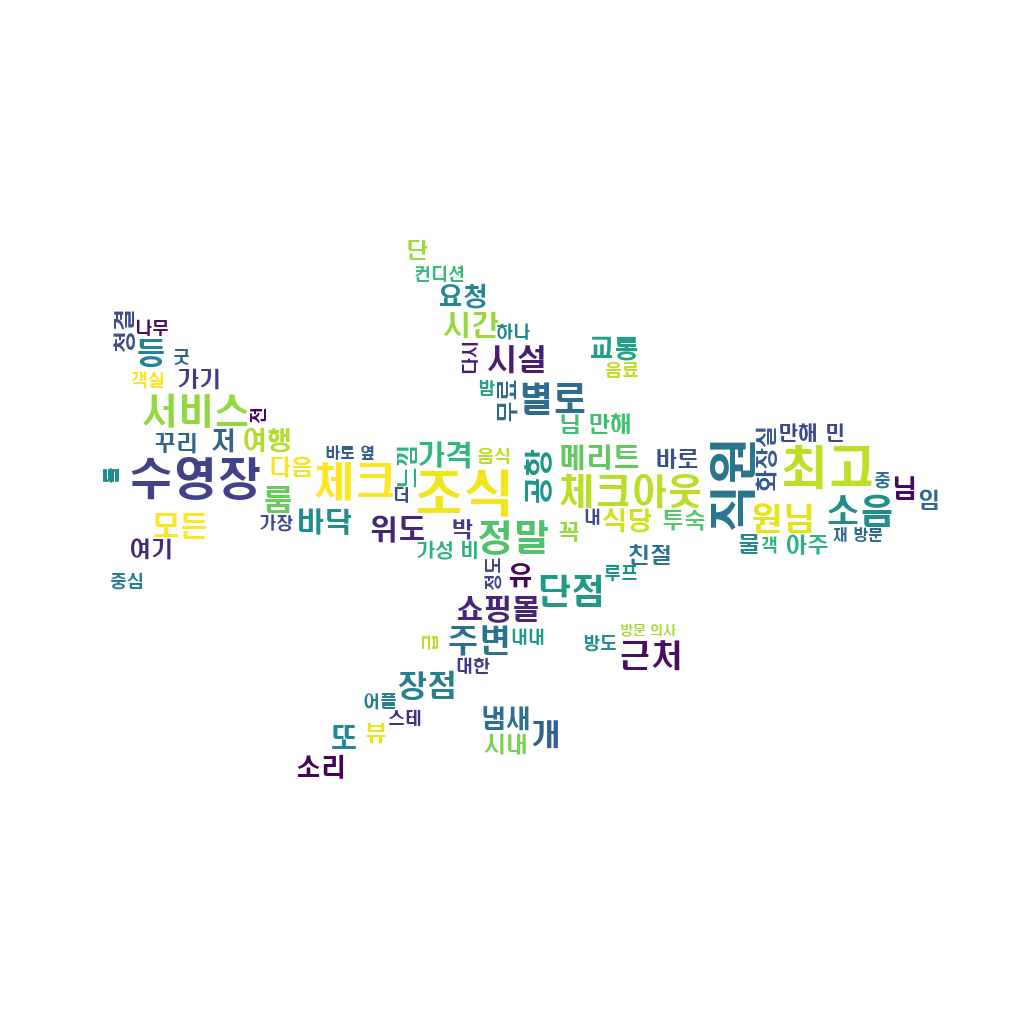 단
컨디션
요청
시간
하나
청결
나무
등
굿
다시
시설
교통
음료
객실
가기
밤
무료
별로
서비스
전
님 만해
꾸리
저
여행
바로
만해 민
바토 옆
느낌
가격
음식
공항
메리트
직원
화장실
최고
수영장
다음
체크
더
조식
체크아웃
중
님
임
룸
가장
바닥
위도
박
정말
꼭
내
식당
투숙
원님
소음
모든
여기
가성 비
물
객
아주
재 방문
친절
중심
정도
유
단점
루프
쇼핑몰
주변
내내
방문 의사
방도
근처
대한
장점
어플
스테
냄새
개
시내
또
뷰
소리